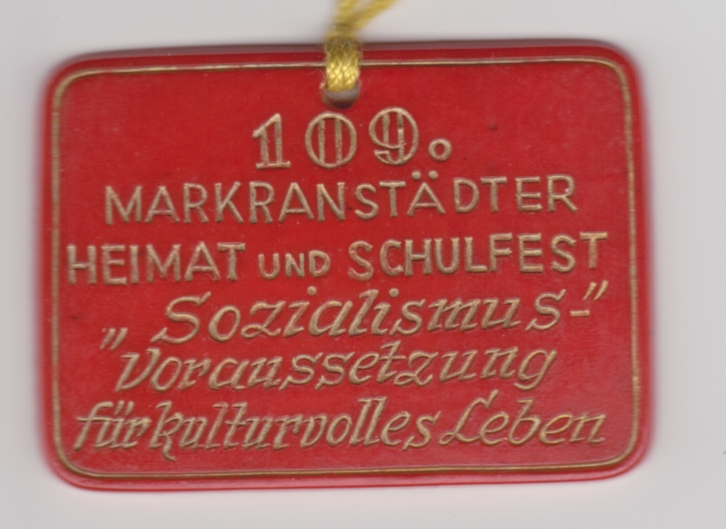 109.
MARKRANSTÄDTER
HEIMAT UND SCHULFEST
„Sozialismus-"
Voraussetzung
für kulturvolles Leben